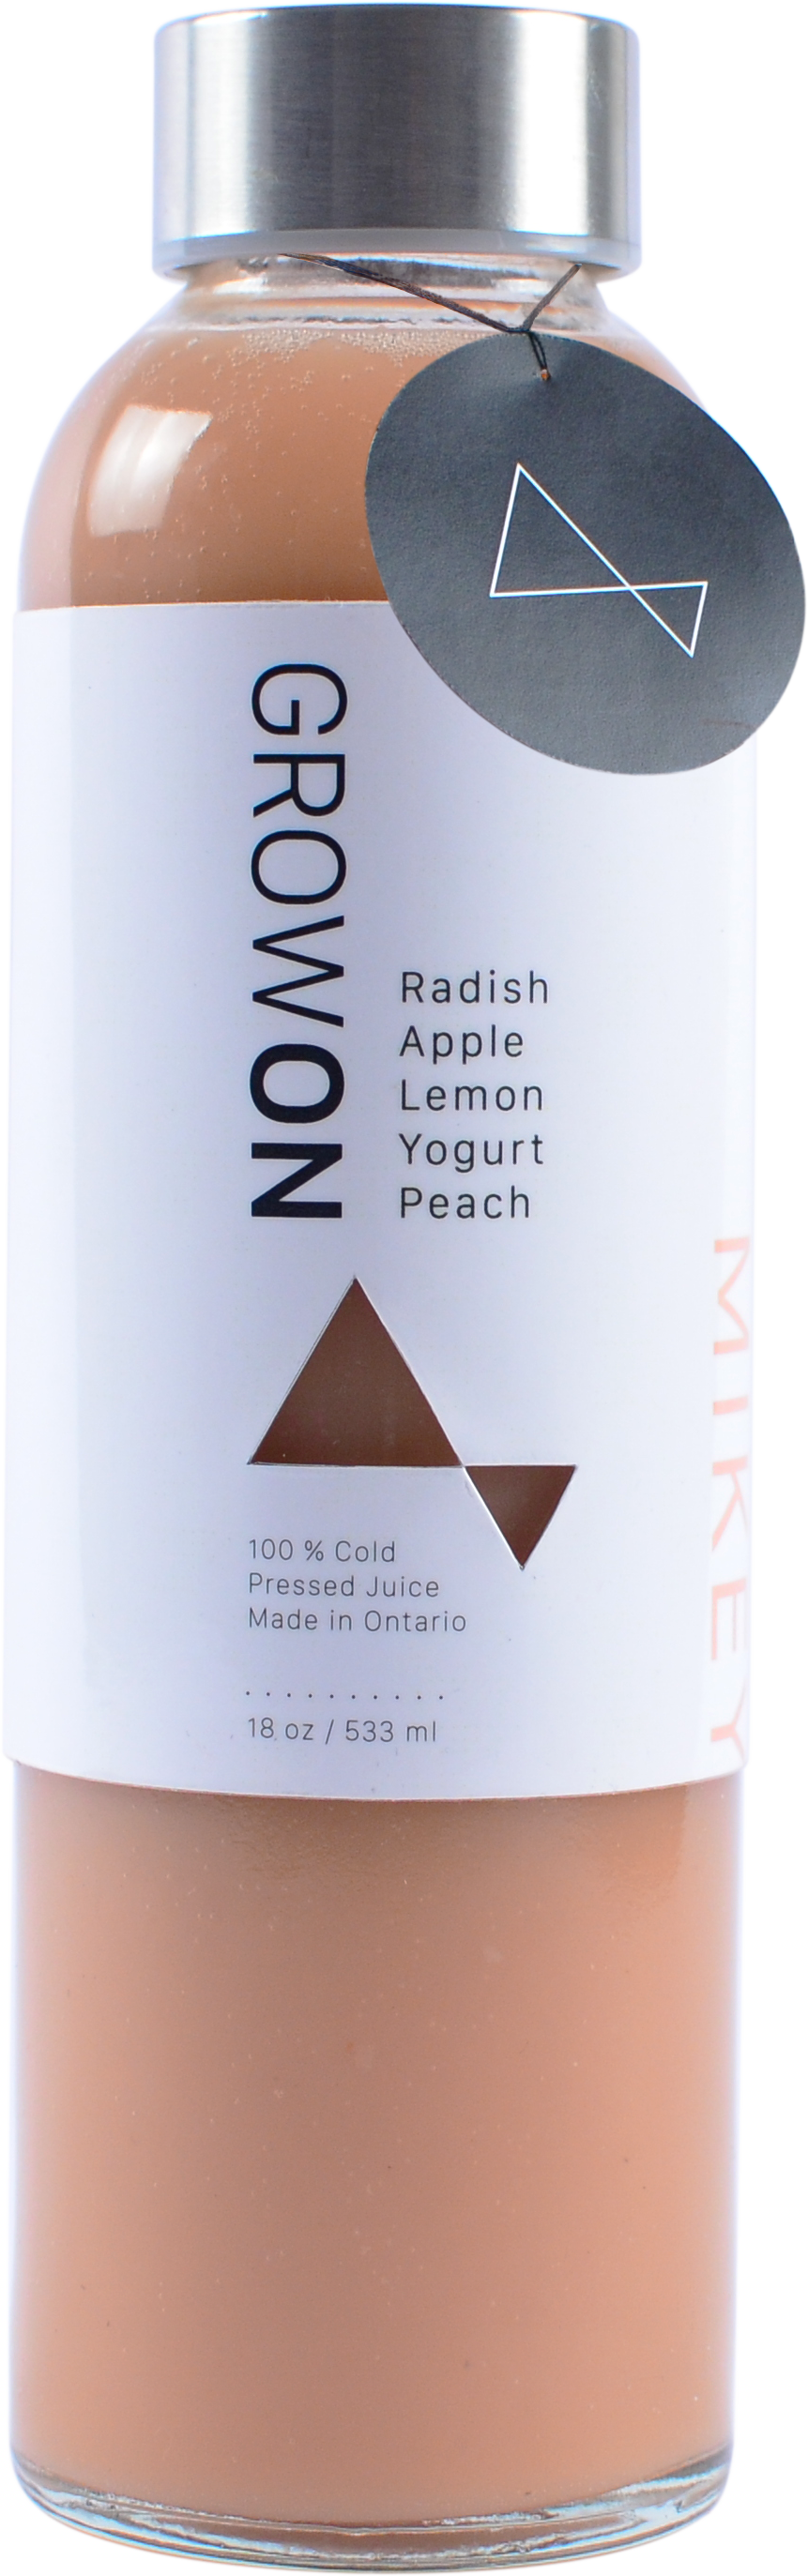 GROWON
Radish
Apple
Lemon
Yogurt
Peach
MIKEY
100 % Cold
Pressed Juice
Made in Ontario
..........
18 oz / 533 ml